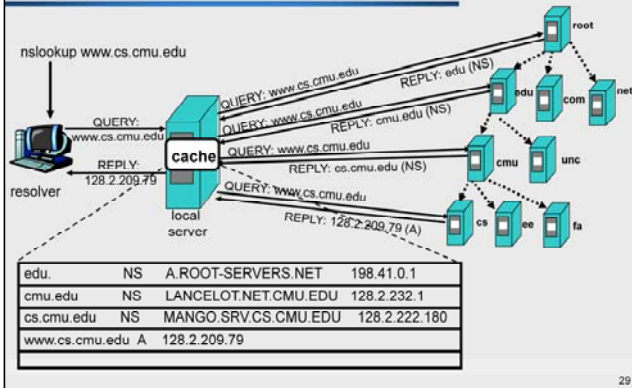 nslookup www.cs.cmu.edu
root
QUERY: www.cs.cmu.edu
REPLY: edu (NS)
edu
com
net
QUERY:
www.cs.cmu.edu
QUERY: www.cs.cmu.edu
REPLY: cmu.edu (NS)
cache
QUERY: www.cs.cmu.edu
REPLY: cs.cmu.edu (NS)
cmu
unc
REPLY:
128.2.209.79
resolver
QUERY: www.cs.cmu.edu
REPLY: 128.2.209.79 (A)
local
server
cs
ee
fa
edu. NS A.ROOT-SERVERS.NET 198.41.0.1
cmu.edu NS LANCELOT.NET.CMU.EDU 128.2.232.1
cs.cmu.edu NS MANGO.SRV.CS.CMU.EDU 128.2.222.180
www.cs.cmu.edu A 128.2.209.79
29